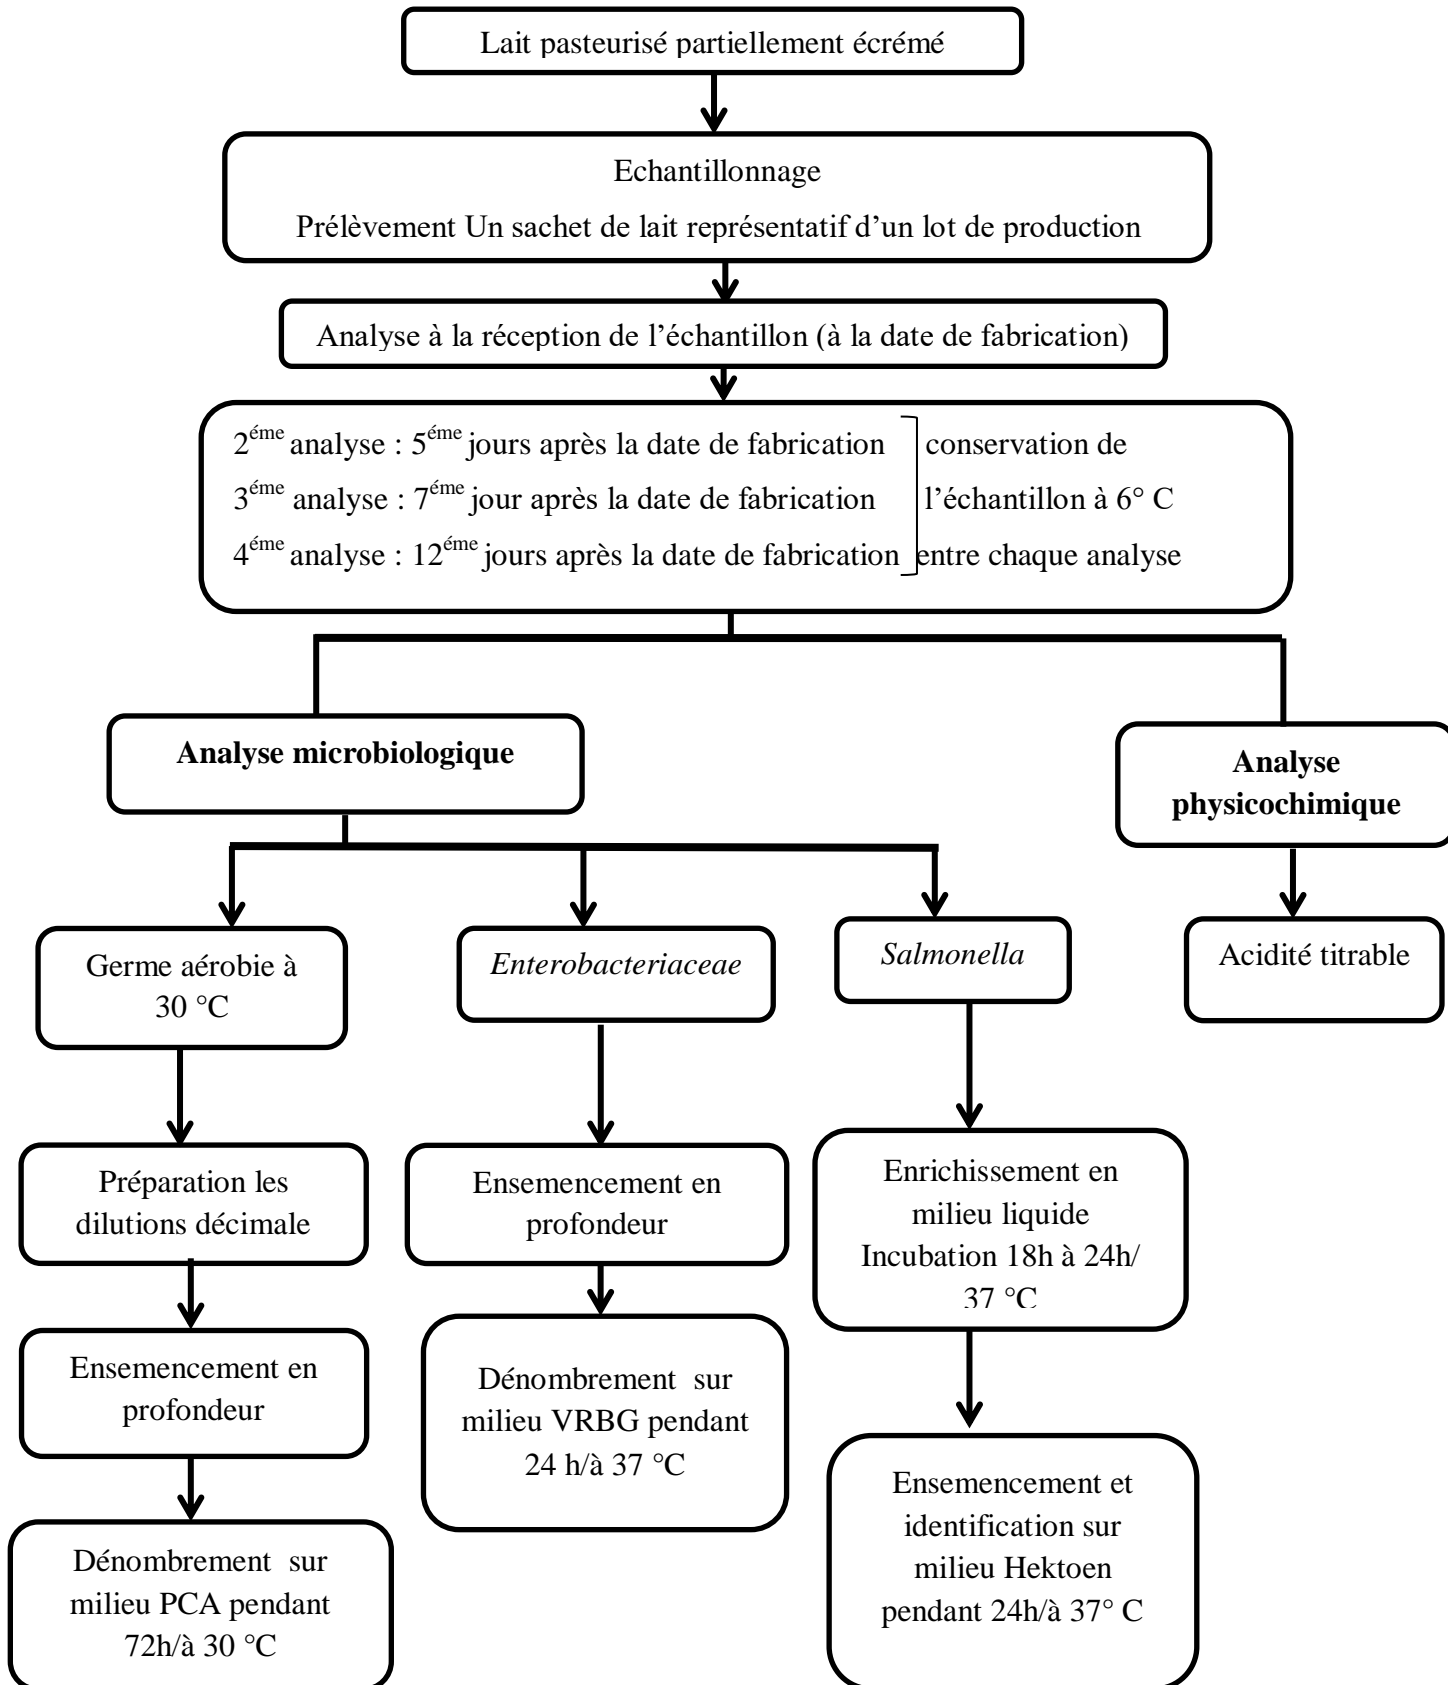 Lait pasteurisé partiellement écrémé
Echantillonnage
Prélèvement Un sachet de lait représentatif d’un lot de production
Analyse à la réception de l’échantillon (à la date de fabrication)
2éme analyse : 5éme jours après la date de fabrication
3éme analyse : 7éme jour après la date de fabrication
4éme analyse : 12éme jours après la date de fabrication
conservation de
l’échantillon à 6° C
entre chaque analyse
Analyse microbiologique
Analyse
physicochimique
Germe aérobie à
30 °C
Enterobacteriaceae
Salmonella
Acidité titrable
Préparation les
dilutions décimale
Ensemencement en
profondeur
Enrichissement en
milieu liquide
Incubation 18h à 24h/
37 °C
Ensemencement en
profondeur
Dénombrement sur
milieu VRBG pendant
24 h/à 37 °C
Ensemencement et
identification sur
milieu Hektoen
pendant 24h/à 37° C
Dénombrement sur
milieu PCA pendant
72h/à 30 °C